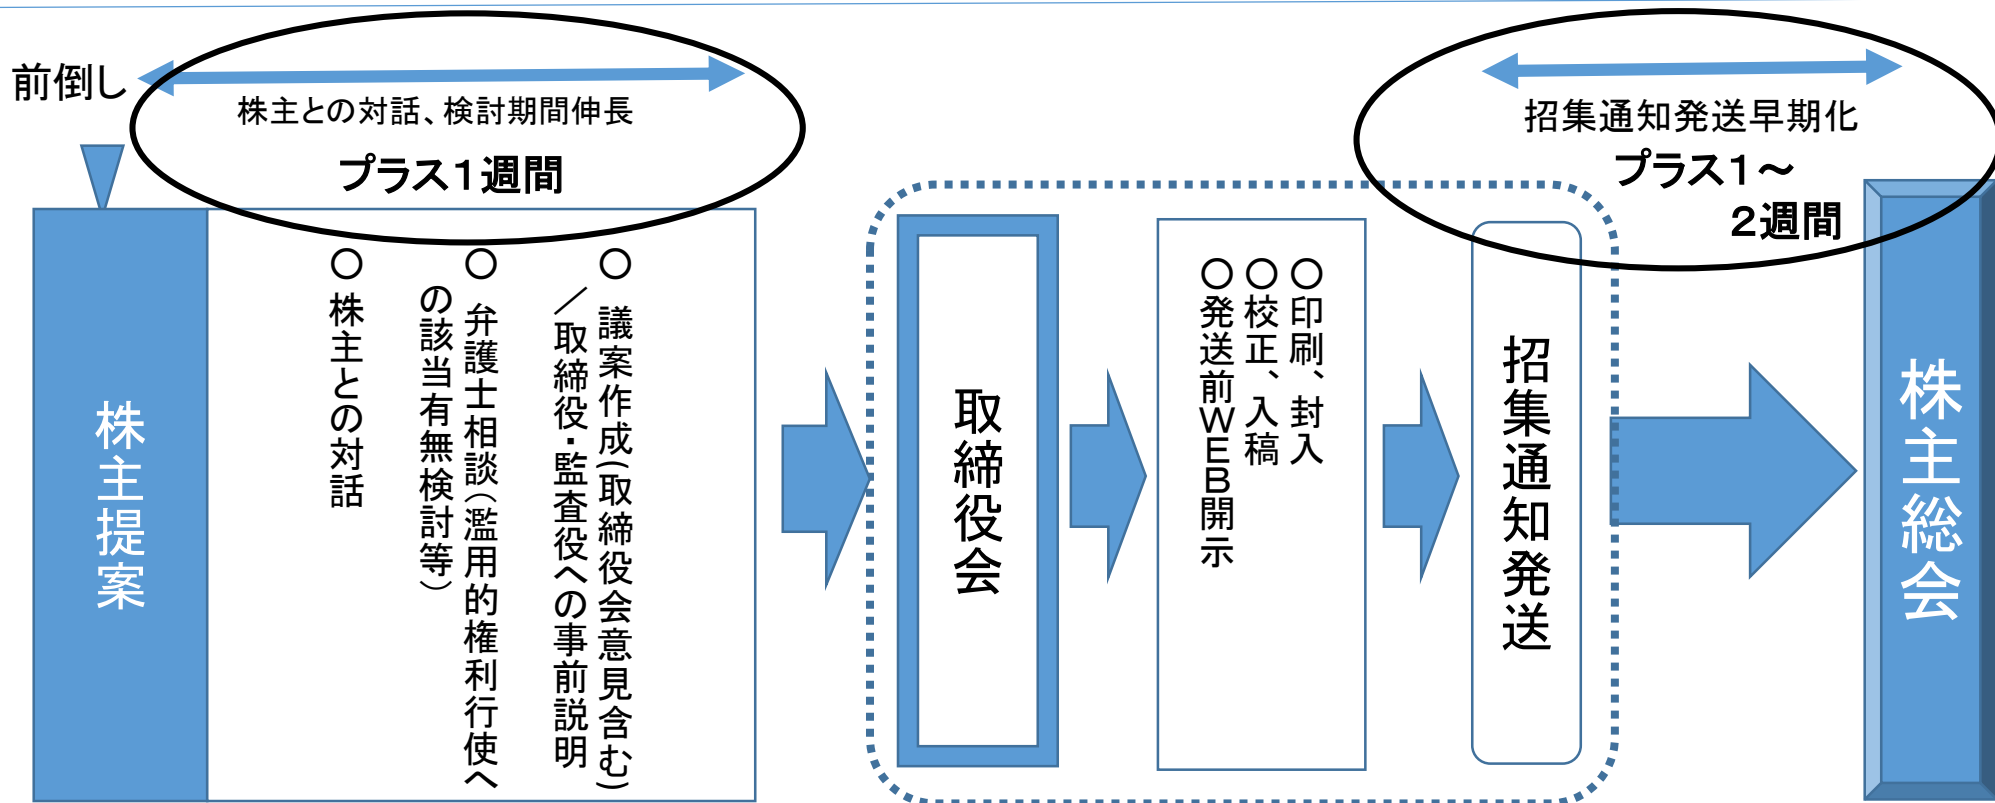 前倒し
株主との対話、検討期間伸長
プラス１週間
招集通知発送早期化
プラス１～
２週間
株主提案
○ 議案作成（取締役会意見含む）
／取締役・監査役への事前説明
○ 弁護士相談（濫用的権利行使へ
の該当有無検討等）
○ 株主との対話
取締役会
○印刷、封入
○校正、入稿
○発送前ＷＥＢ開示
招集通知発送
株主総会